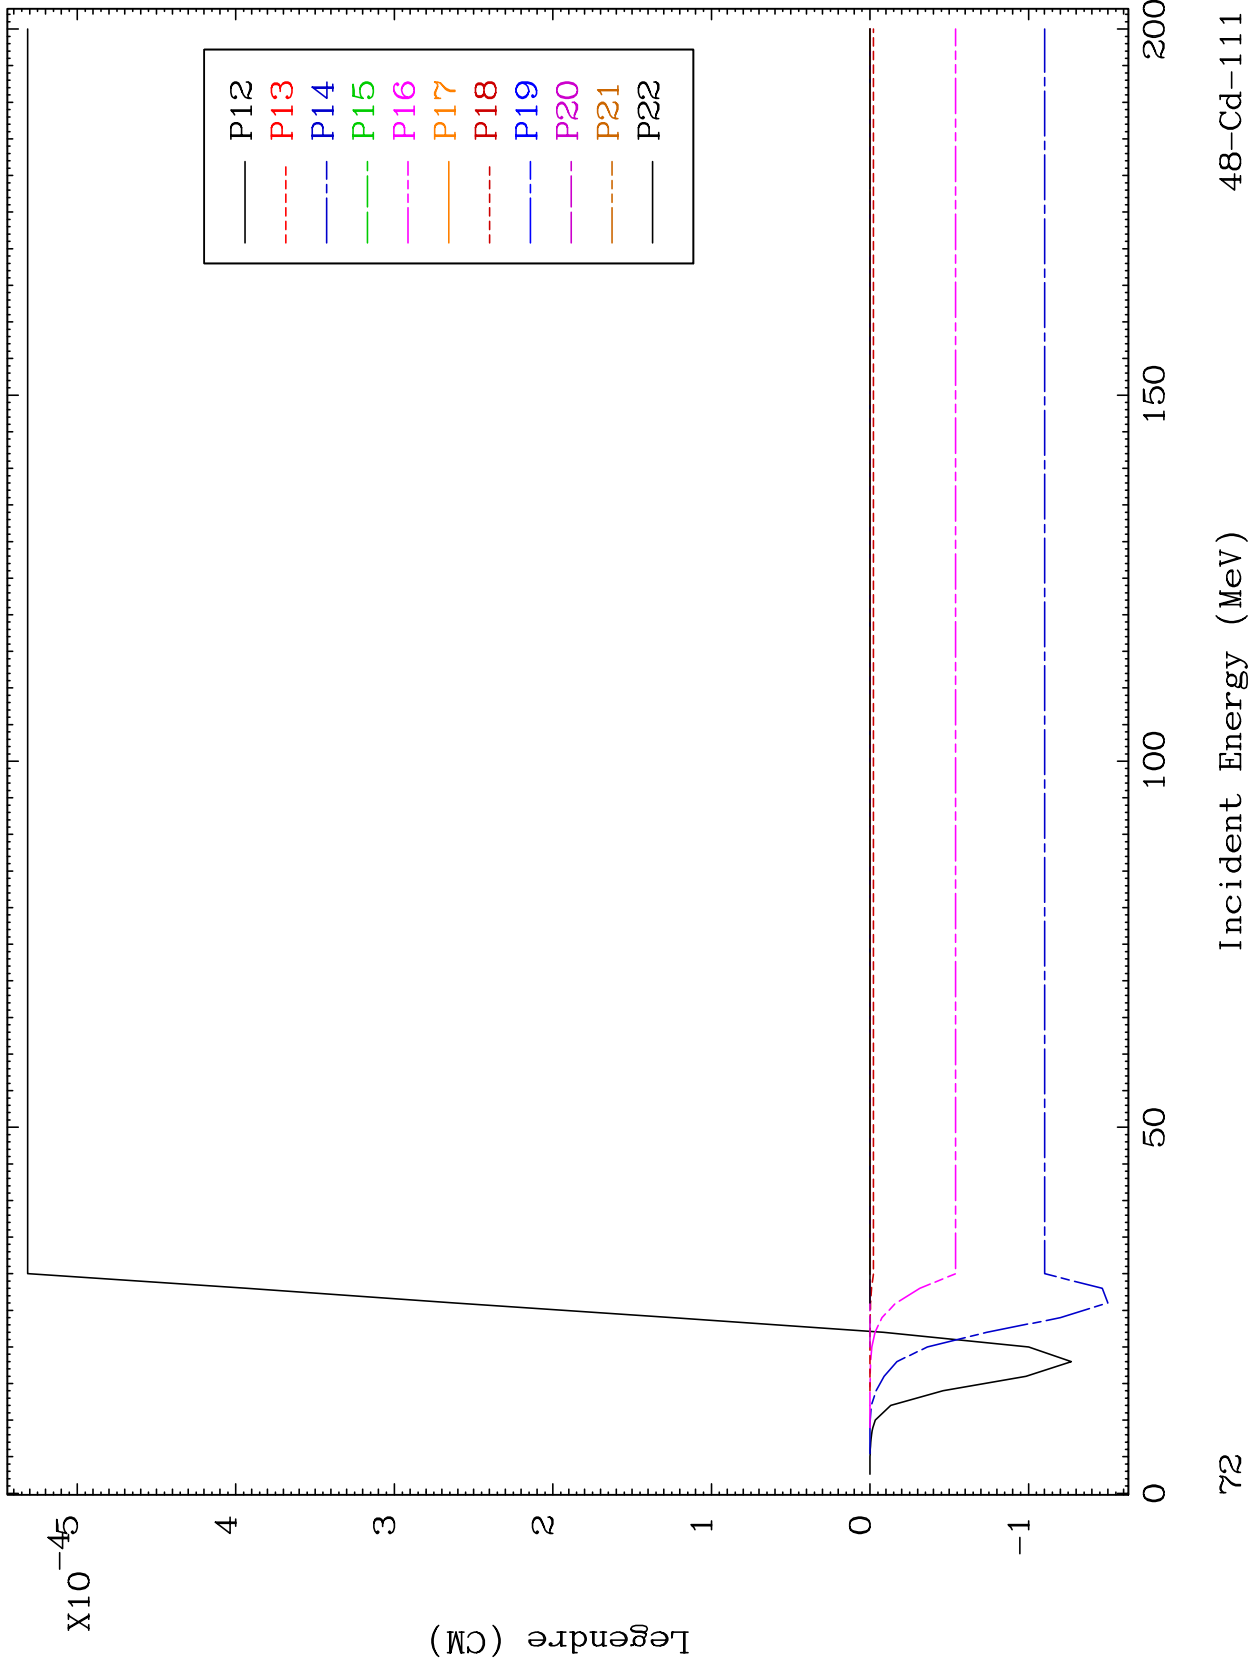 X10-4
5
4
3
2
1
0
-1
Legendre (CM)
P12
P13
P14
P15
P16
P17
P18
P19
P20
P21
P22
0
50
100
150
200
72
Incident Energy (MeV)
48-Cd-111